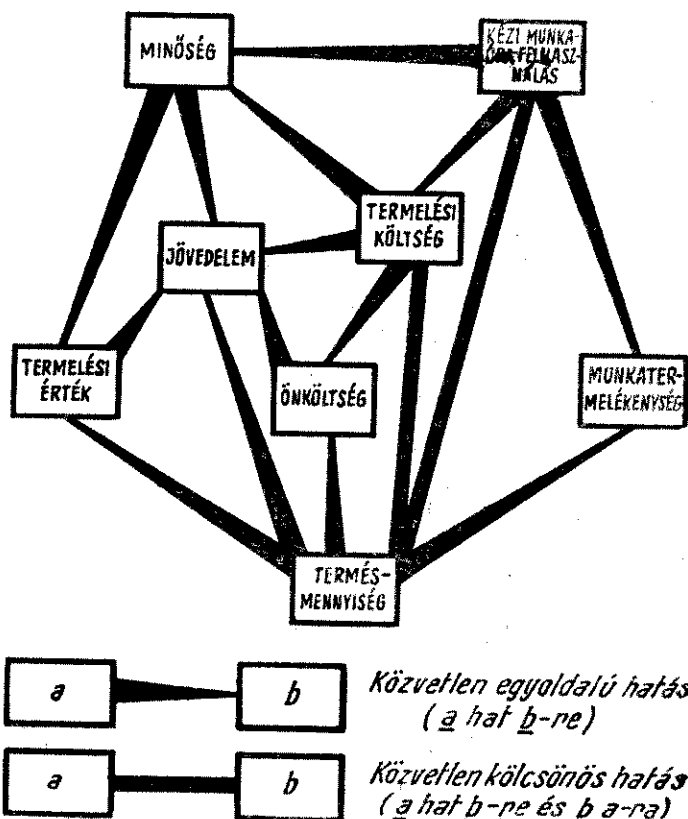 MINŐSÉG
KÉZI MUNKA-
ÓRA-FELHASZ-
NÁLÁS
TERMELÉSI
KÖLTSÉG
JÖVEDELEM
TERMELÉSI
ÉRTÉK
ÖNKÖLTSÉG
MUNKATER-
MELÉKENYSÉG
TERMÉS-
MENNYISÉG
a
b
Közvetlen egyoldalú hatás
(a hat b-re)
a
b
Közvetlen kölcsönös hatás
(a hat b-re és b a-ra)